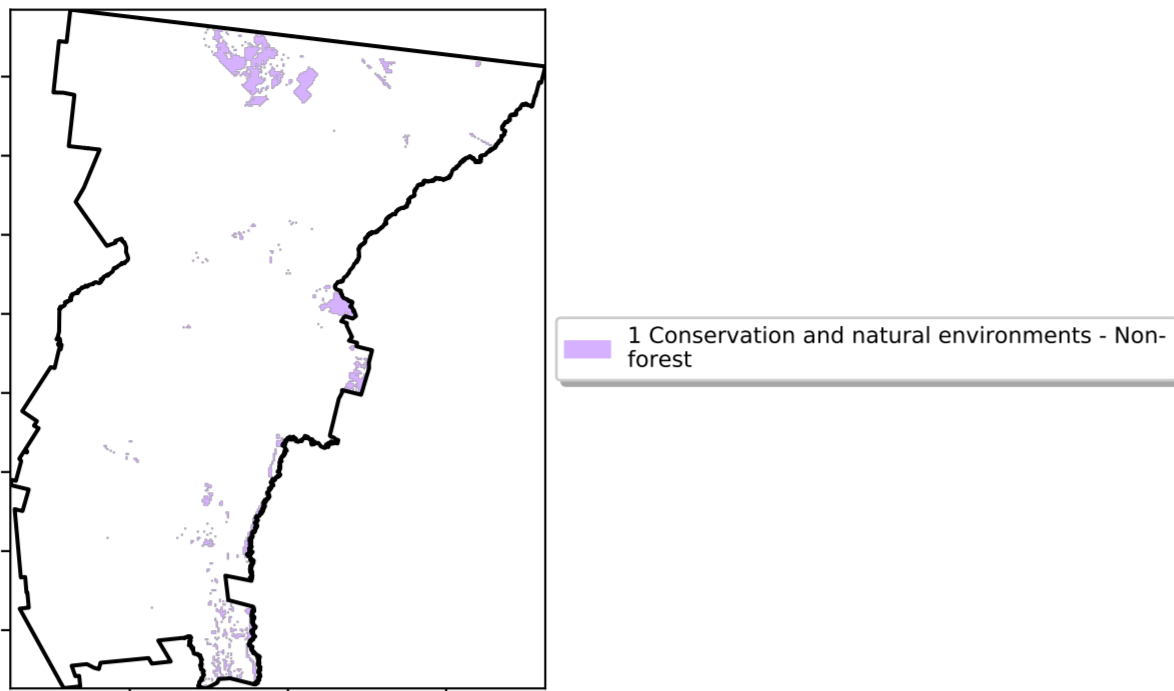 1 Conservation and natural environments - Non-
forest